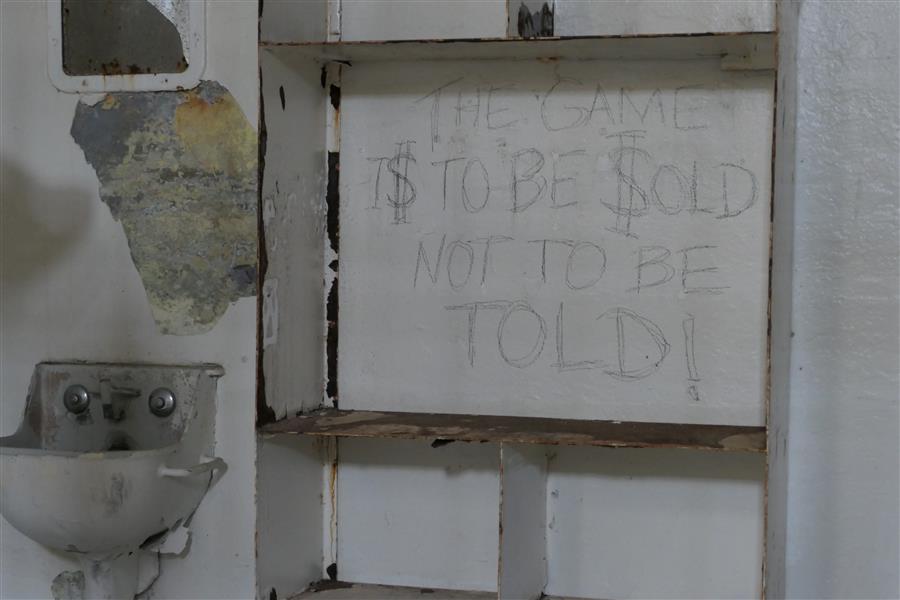 THE GAME
I$ TO BE $OLD
NOT TO BE
TOLD!